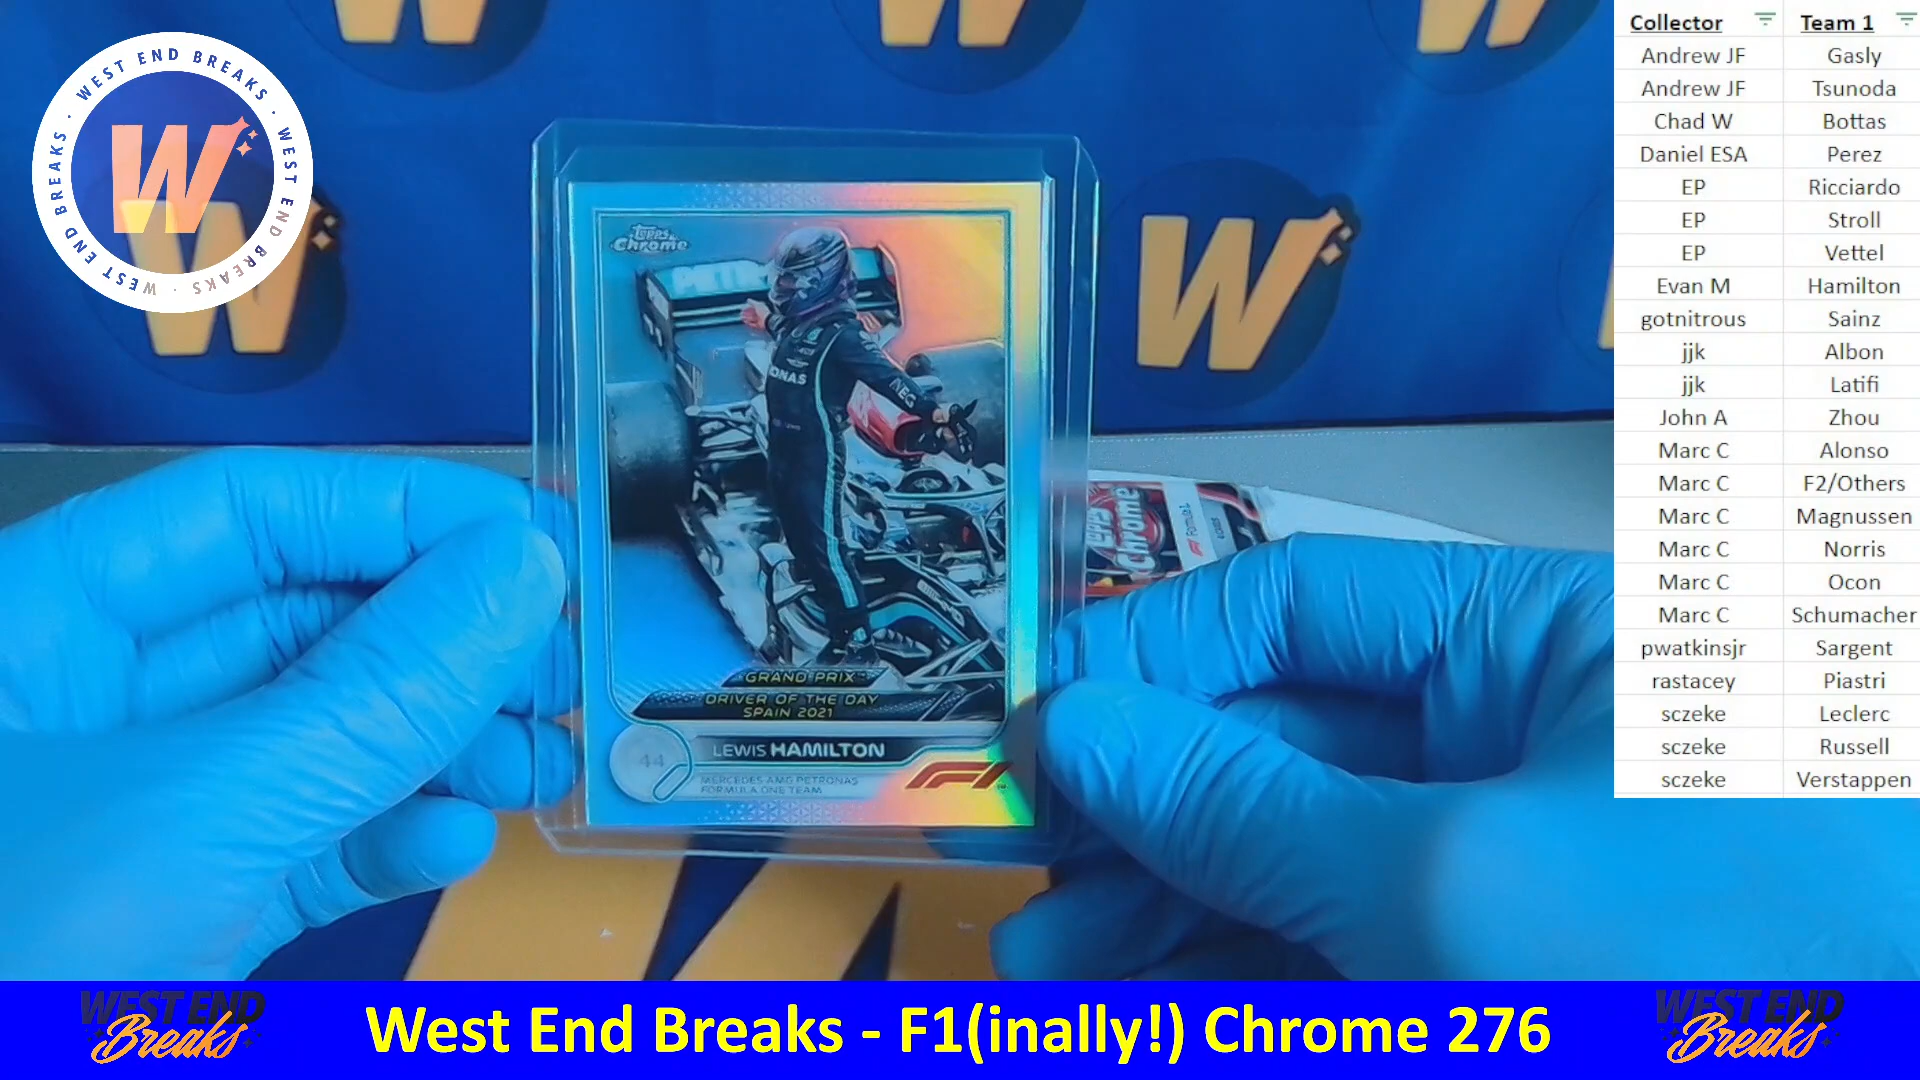 WEST END BREAKS · WEST END BREAKS · WEST END BREAKS ·
W
W
W
Topps
Chrome
PET
ONAS
NEG
GRAND PRIX
DRIVER OF THE DAY
SPAIN 2021
44
LEWIS HAMILTON
MERCEDES-AMG PETRONAS
FORMULA ONE TEAM
F1
Chrome
Collector Team 1
Andrew JF Gasly
Andrew JF Tsunoda
Chad W Bottas
Daniel ESA Perez
EP Ricciardo
EP Stroll
EP Vettel
Evan M Hamilton
gotnitrous Sainz
jjk Albon
jjk Latifi
John A Zhou
Marc C Alonso
Marc C F2/Others
Marc C Magnussen
Marc C Norris
Marc C Ocon
Marc C Schumacher
pwatkinsjr Sargent
rastacey Piastri
sczeke Leclerc
sczeke Russell
sczeke Verstappen
WEST END
Breaks
West End Breaks - F1(inally!) Chrome 276
WEST END
Breaks